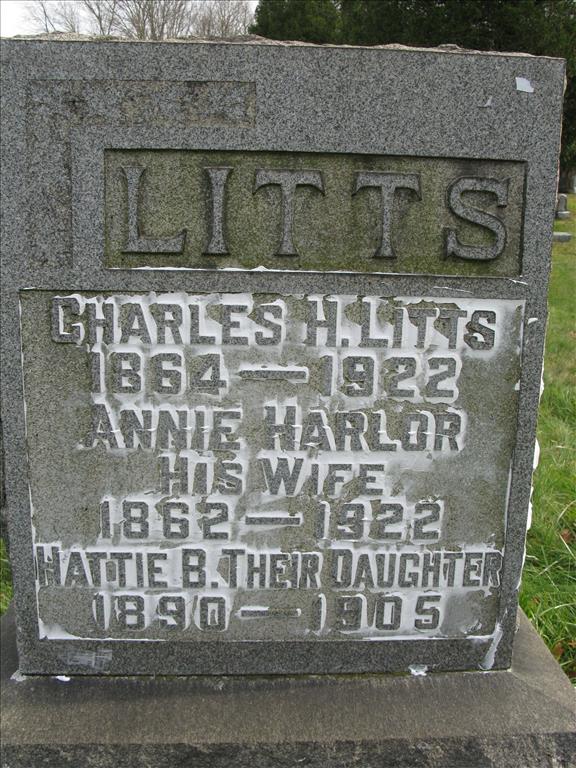 LITTS
CHARLES H. LITTS
1864 — 1922
ANNIE HARLOR
HIS WIFE
1862 — 1922
HATTIE B. THEIR DAUGHTER
1890 — 1905